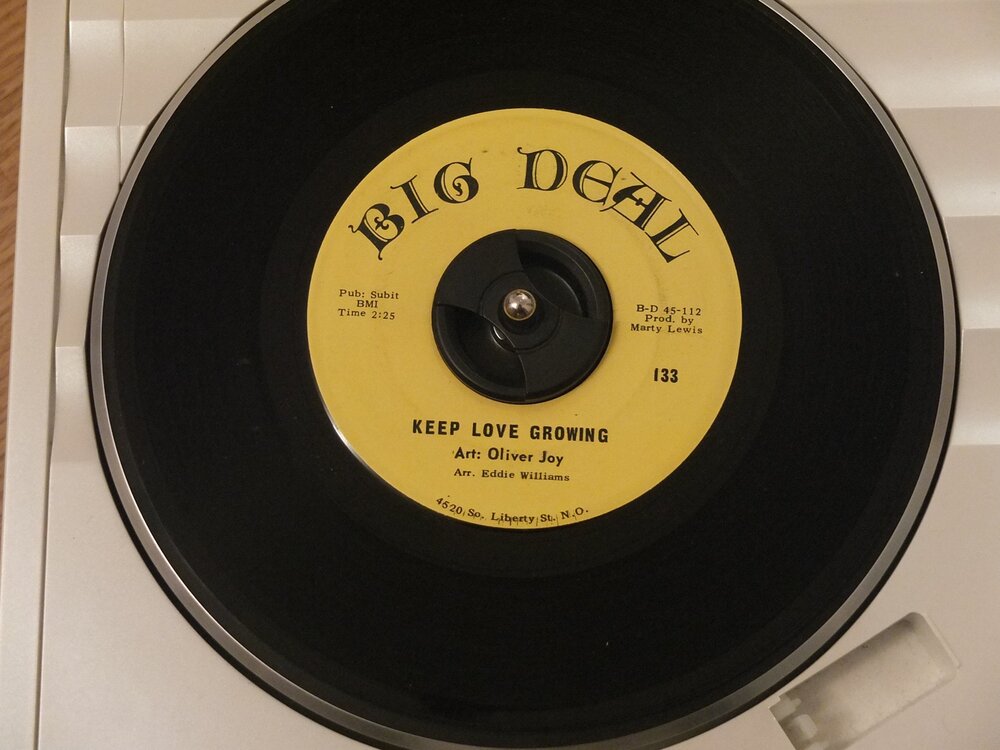 BIG DEAL
Pub: Subit
BMI
Time 2:25
B-D 45-112
Prod. by
Marty Lewis
133
KEEP LOVE GROWING
Art: Oliver Joy
Arr. Eddie Williams
4520 So. Liberty St. N.O.